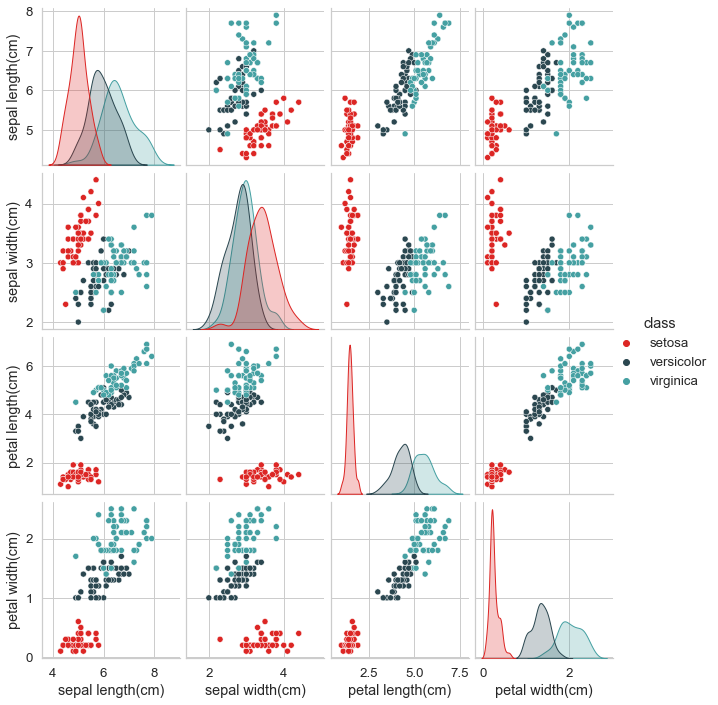 8
7
6
5
sepal length(cm)
4
3
2
sepal width(cm)
6
4
2
petal length(cm)
2
1
0
petal width(cm)
4 6 8
sepal length(cm)
2 4
sepal width(cm)
2.5 5.0 7.5
petal length(cm)
0 2
petal width(cm)
class
setosa
versicolor
virginica